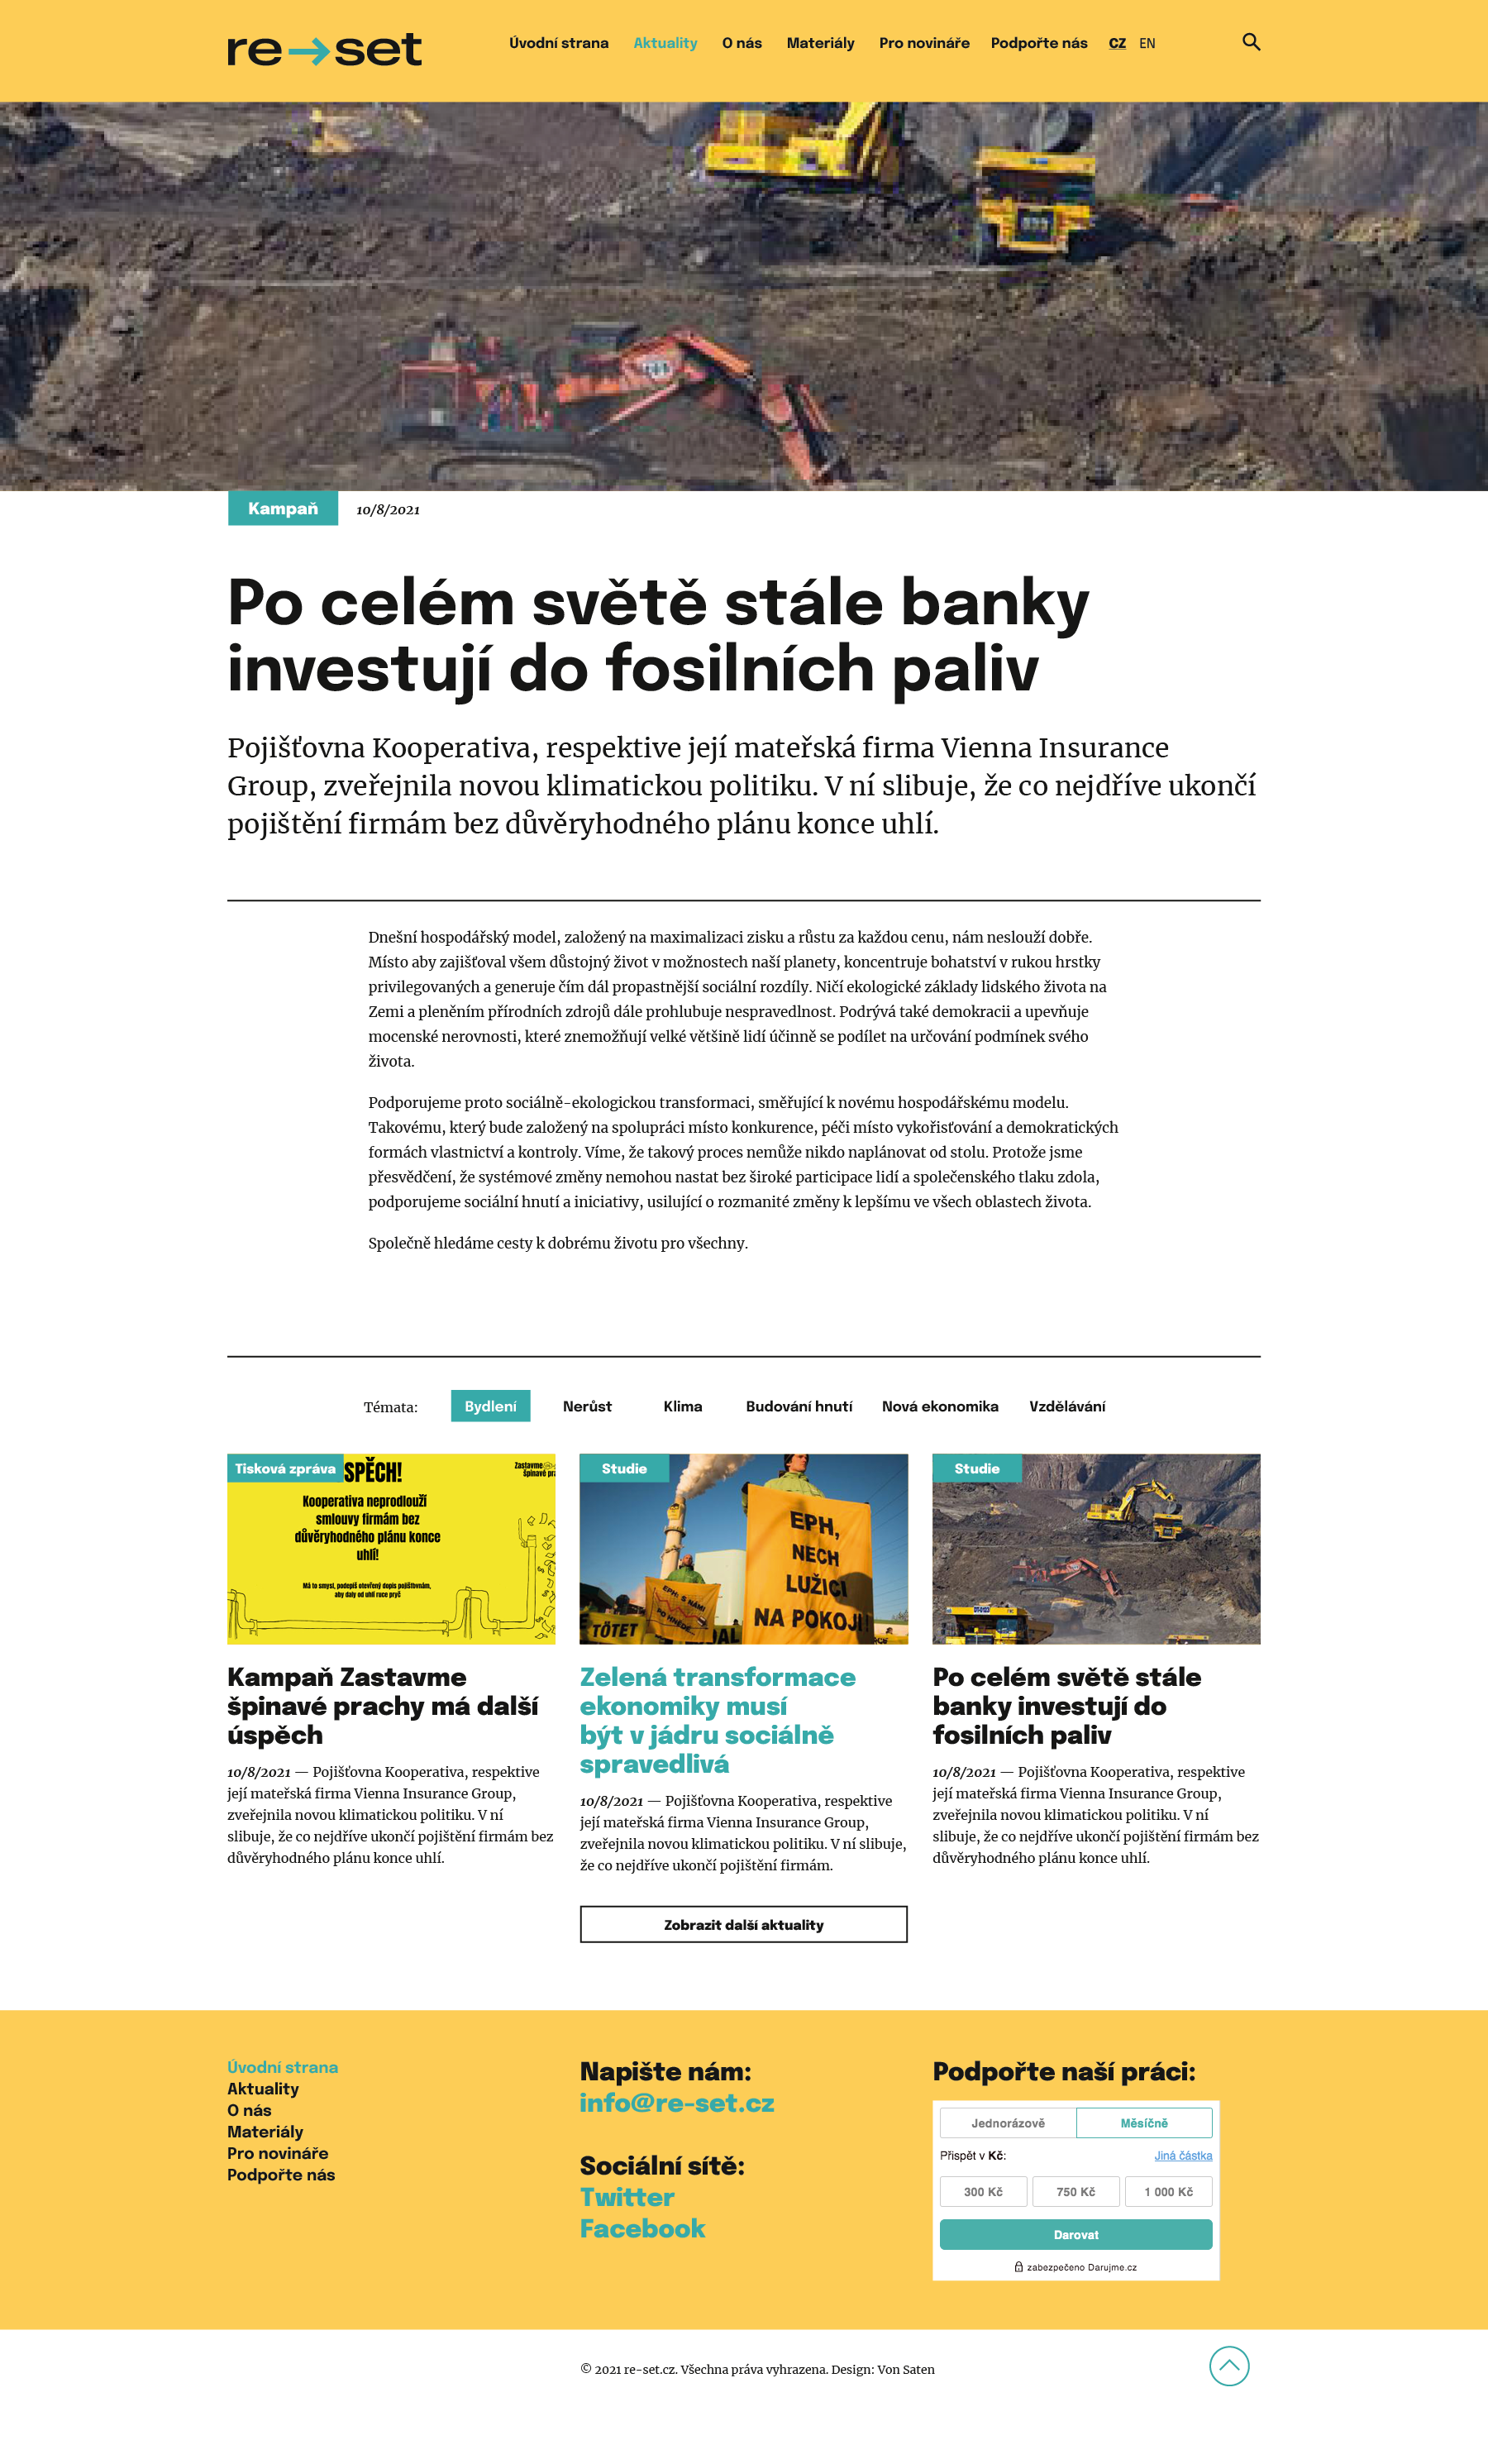 re→set
Úvodní strana Aktuality O nás Materiály Pro novináře Podpořte nás CZ EN
Kampaň 10/8/2021
Po celém světě stále banky
investují do fosilních paliv
Pojišťovna Kooperativa, respektive její mateřská firma Vienna Insurance
Group, zveřejnila novou klimatickou politiku. V ní slibuje, že co nejdříve ukončí
pojištění firmám bez důvěryhodného plánu konce uhlí.
Dnešní hospodářský model, založený na maximalizaci zisku a růstu za každou cenu, nám neslouží dobře.
Místo aby zajišťoval všem důstojný život v možnostech naší planety, koncentruje bohatství v rukou hrstky
privilegovaných a generuje čím dál propastnější sociální rozdíly. Ničí ekologické základy lidského života na
Zemi a pleněním přírodních zdrojů dále prohlubuje nespravedlnost. Podrývá také demokracii a upevňuje
mocenské nerovnosti, které znemožňují velké většině lidí účinně se podílet na určování podmínek svého
života.
Podporujeme proto sociálně-ekologickou transformaci, směřující k novému hospodářskému modelu.
Takovému, který bude založený na spolupráci místo konkurence, péči místo vykořisťování a demokratických
formách vlastnictví a kontroly. Víme, že takový proces nemůže nikdo naplánovat od stolu. Protože jsme
přesvědčení, že systémové změny nemohou nastat bez široké participace lidí a společenského tlaku zdola,
podporujeme sociální hnutí a iniciativy, usilující o rozmanité změny k lepšímu ve všech oblastech života.
Společně hledáme cesty k dobrému životu pro všechny.
Témata: Bydlení Nerůst Klima Budování hnutí Nová ekonomika Vzdělávání
Tisková zpráva
SPĚCH!
Zastavme
špinavé pra
Kooperativa neprodlouží
smlouvy firmám bez
důvěryhodného plánu konce
uhlí!
Má to smysl, podepiš otevřený dopis pojišťovnám,
aby daly od uhlí ruce pryč
Kampaň Zastavme
špinavé prachy má další
úspěch
10/8/2021 — Pojišťovna Kooperativa, respektive
její mateřská firma Vienna Insurance Group,
zveřejnila novou klimatickou politiku. V ní
slibuje, že co nejdříve ukončí pojištění firmám bez
důvěryhodného plánu konce uhlí.
Studie
EPH,
NECH
LUŽICI
NA POKOJI!
EPH: S NÁMI
PO HNĚDÉ
TÖTET
Zelená transformace
ekonomiky musí
být v jádru sociálně
spravedlivá
10/8/2021 — Pojišťovna Kooperativa, respektive
její mateřská firma Vienna Insurance Group,
zveřejnila novou klimatickou politiku. V ní slibuje,
že co nejdříve ukončí pojištění firmám.
Studie
Po celém světě stále
banky investují do
fosilních paliv
10/8/2021 — Pojišťovna Kooperativa, respektive
její mateřská firma Vienna Insurance Group,
zveřejnila novou klimatickou politiku. V ní
slibuje, že co nejdříve ukončí pojištění firmám bez
důvěryhodného plánu konce uhlí.
Zobrazit další aktuality
Úvodní strana
Aktuality
O nás
Materiály
Pro novináře
Podpořte nás
Napište nám:
info@re-set.cz
Sociální sítě:
Twitter
Facebook
Podpořte naší práci:
Jednorázově Měsíčně
Přispět v Kč: Jiná částka
300 Kč 750 Kč 1 000 Kč
Darovat
zabezpečeno Darujme.cz
© 2021 re-set.cz. Všechna práva vyhrazena. Design: Von Saten